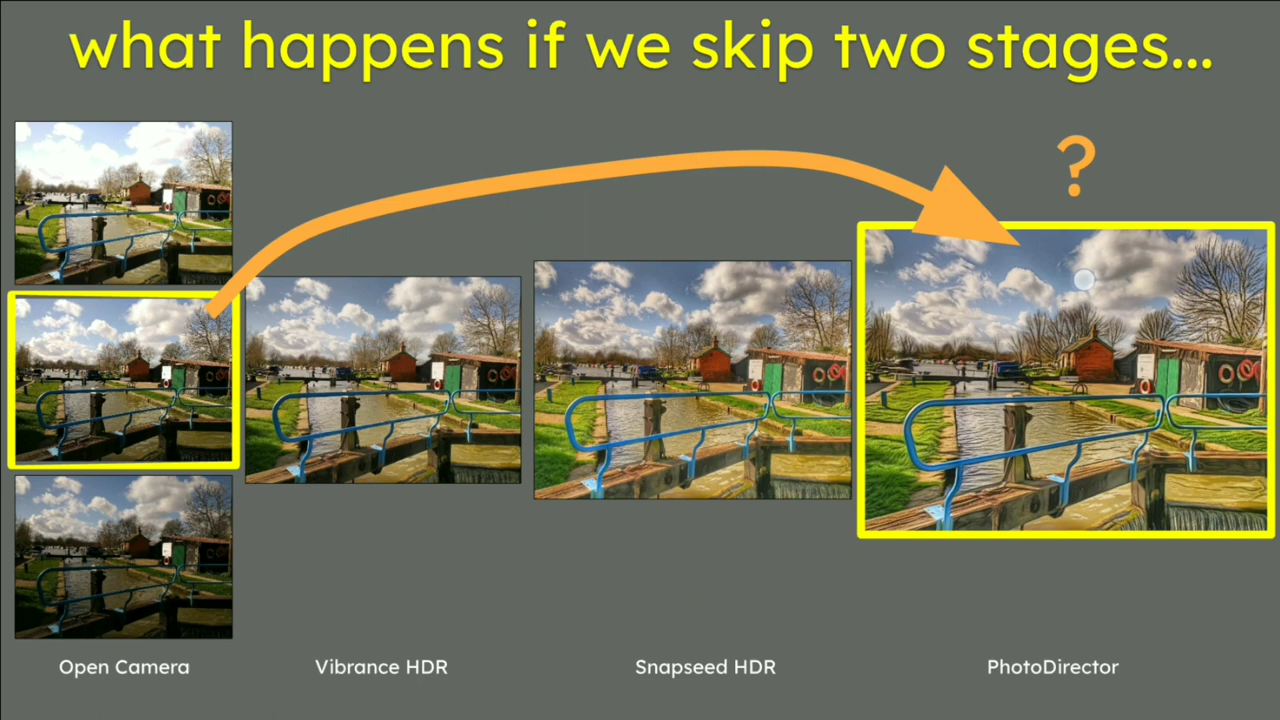 what happens if we skip two stages...
?
Open Camera
Vibrance HDR
Snapseed HDR
PhotoDirector